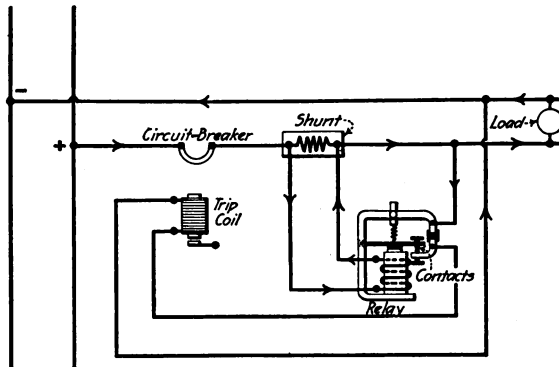 −
Shunt
Load
Circuit-Breaker
+
Trip
Coil
Contacts
Relay